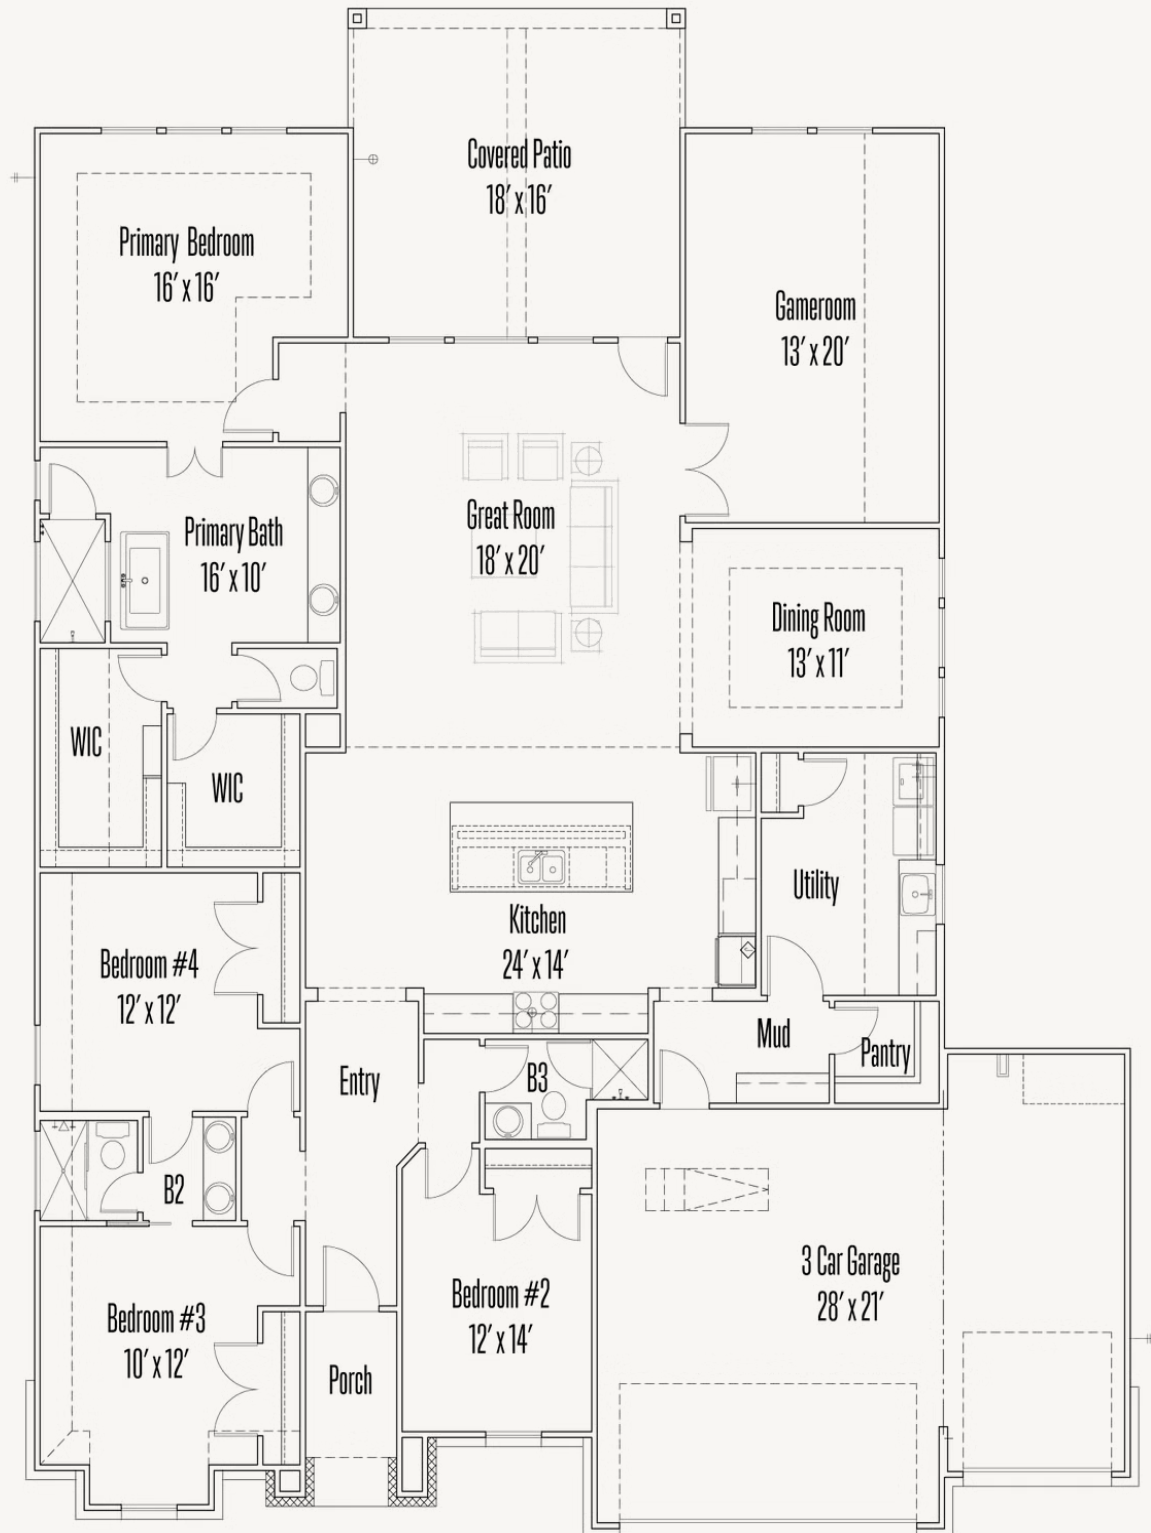 Covered Patio
18' x 16'
Primary Bedroom
16' x 16'
Gameroom
13' x 20'
Great Room
18' x 20'
Primary Bath
16' x 10'
Dining Room
13' x 11'
WIC
WIC
Utility
Kitchen
24' x 14'
Bedroom #4
12' x 12'
Mud
Pantry
Entry
B3
B2
3 Car Garage
28' x 21'
Bedroom #2
12' x 14'
Bedroom #3
10' x 12'
Porch